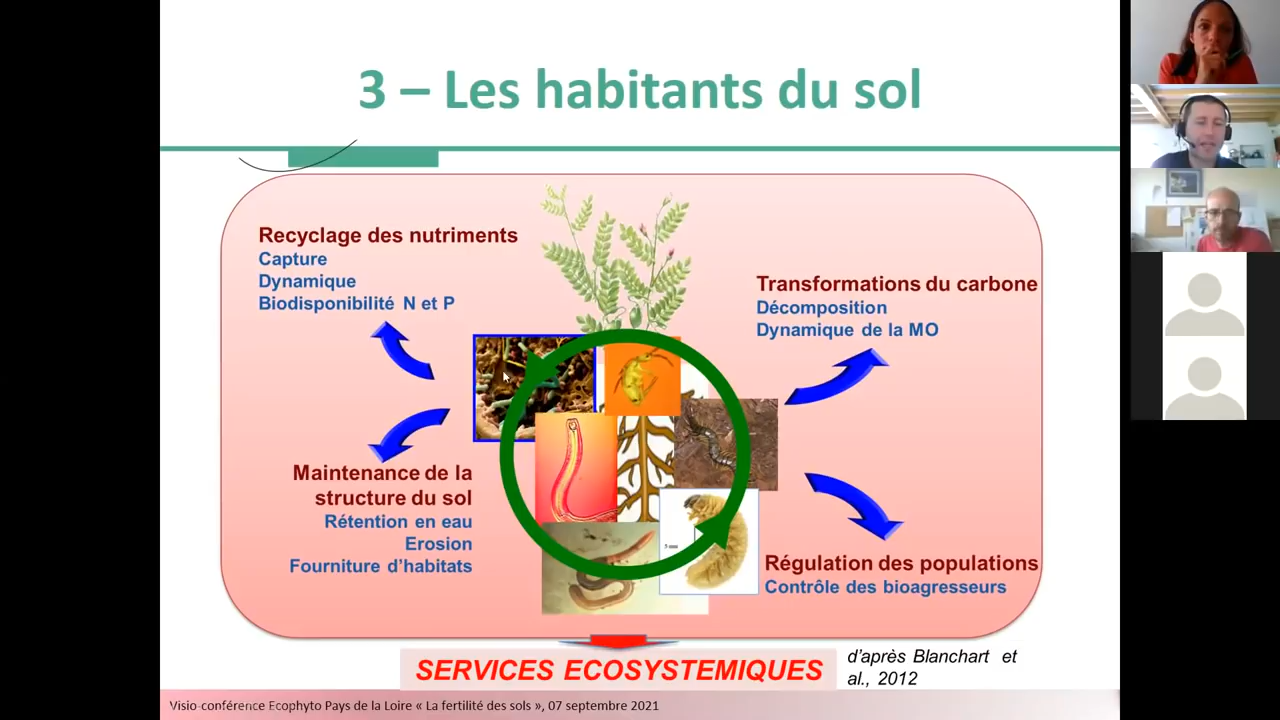 3 – Les habitants du sol
Recyclage des nutriments
Capture
Dynamique
Biodisponibilité N et P
Transformations du carbone
Décomposition
Dynamique de la MO
Maintenance de la
structure du sol
Rétention en eau
Erosion
Fourniture d’habitats
5 mm
Régulation des populations
Contrôle des bioagresseurs
SERVICES ECOSYSTEMIQUES
d’après Blanchart et
al., 2012
Visio-conférence Ecophyto Pays de la Loire « La fertilité des sols », 07 septembre 2021